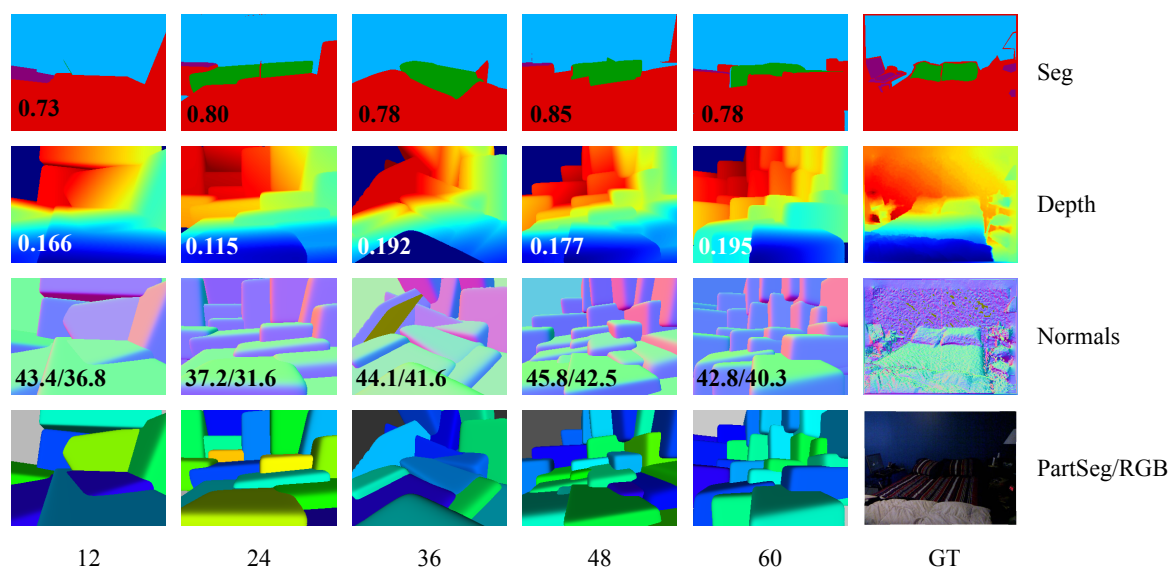 0.73 0.80 0.78 0.85 0.78 Seg
0.166 0.115 0.192 0.177 0.195 Depth
43.4/36.8 37.2/31.6 44.1/41.6 45.8/42.5 42.8/40.3 Normals
PartSeg/RGB
12 24 36 48 60 GT